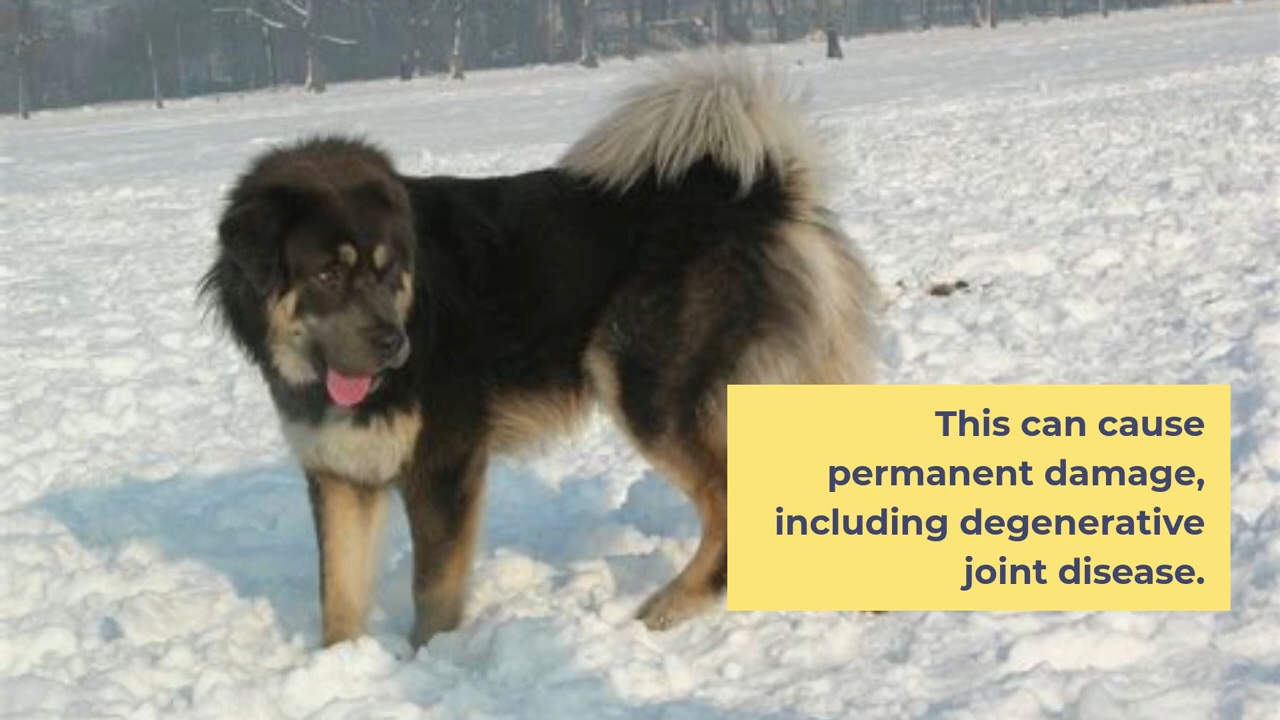 This can cause
permanent damage,
including degenerative
joint disease.